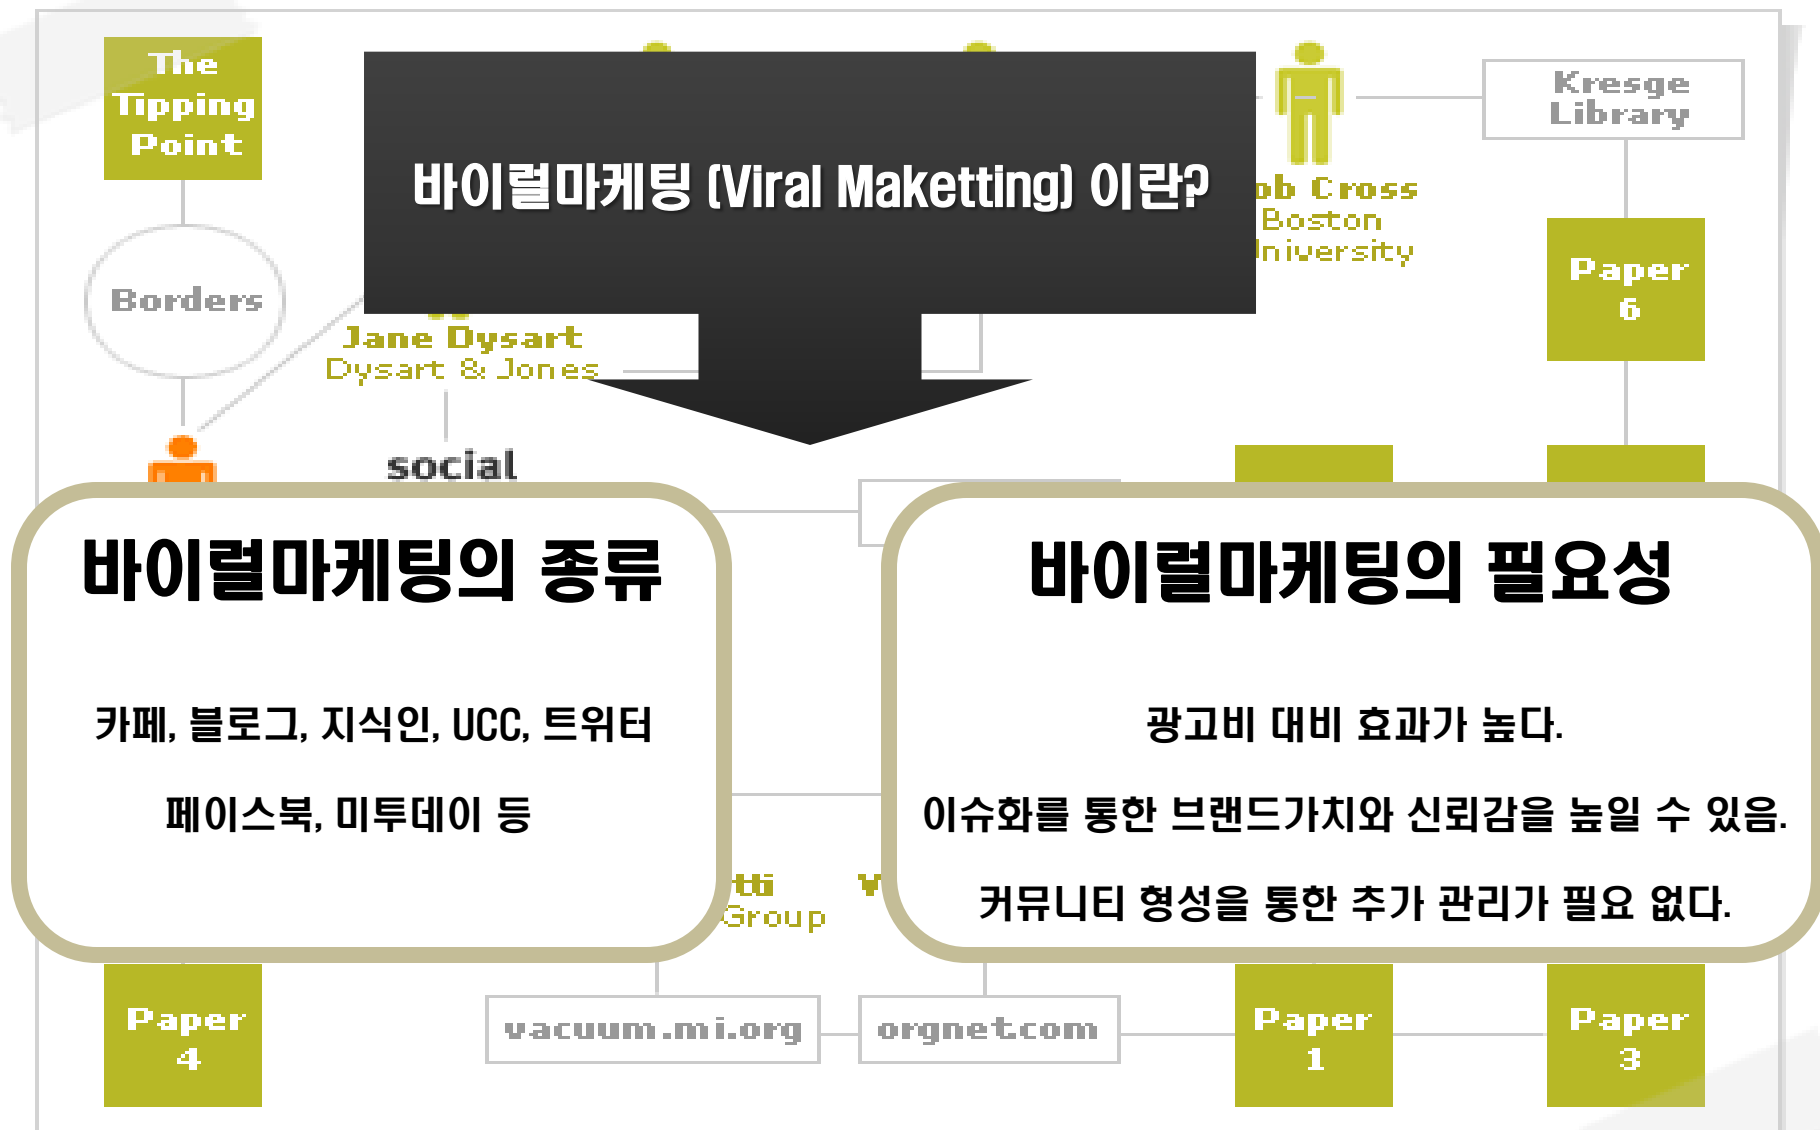 The
Tipping
Point
바이럴마케팅 (Viral Maketting) 이란?
Kresge
Library
Cross
Boston
Borders
Paper
6
Jane Dysart
Dysart & Jones
social
바이럴마케팅의 종류
카페, 블로그, 지식인, UCC, 트위터
페이스북, 미투데이 등
바이럴마케팅의 필요성
광고비 대비 효과가 높다.
이슈화를 통한 브랜드가치와 신뢰감을 높일 수 있음.
커뮤니티 형성을 통한 추가 관리가 필요 없다.
Group
Paper
4
vacuum.mi.org
orgnet.com
Paper
1
Paper
3